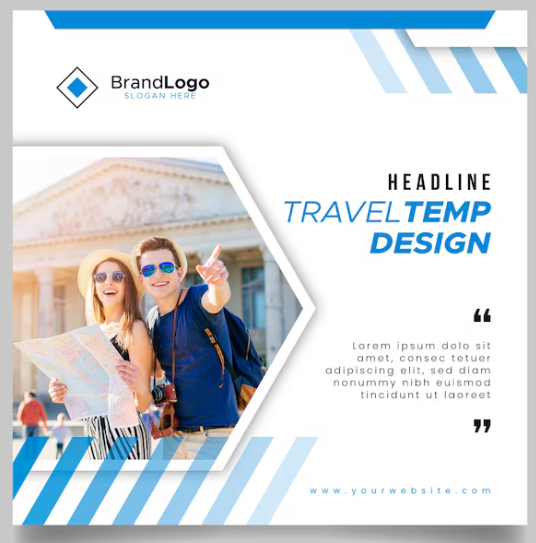 BrandLogo
SLOGAN HERE
HEADLINE
TRAVELTEMP
DESIGN
“
Lorem ipsum dolo sit
amet, consec tetuer
adipiscing elit, sed diam
nonummy nibh euismod
tincidunt ut laoreet
”
www.yourwebsite.com